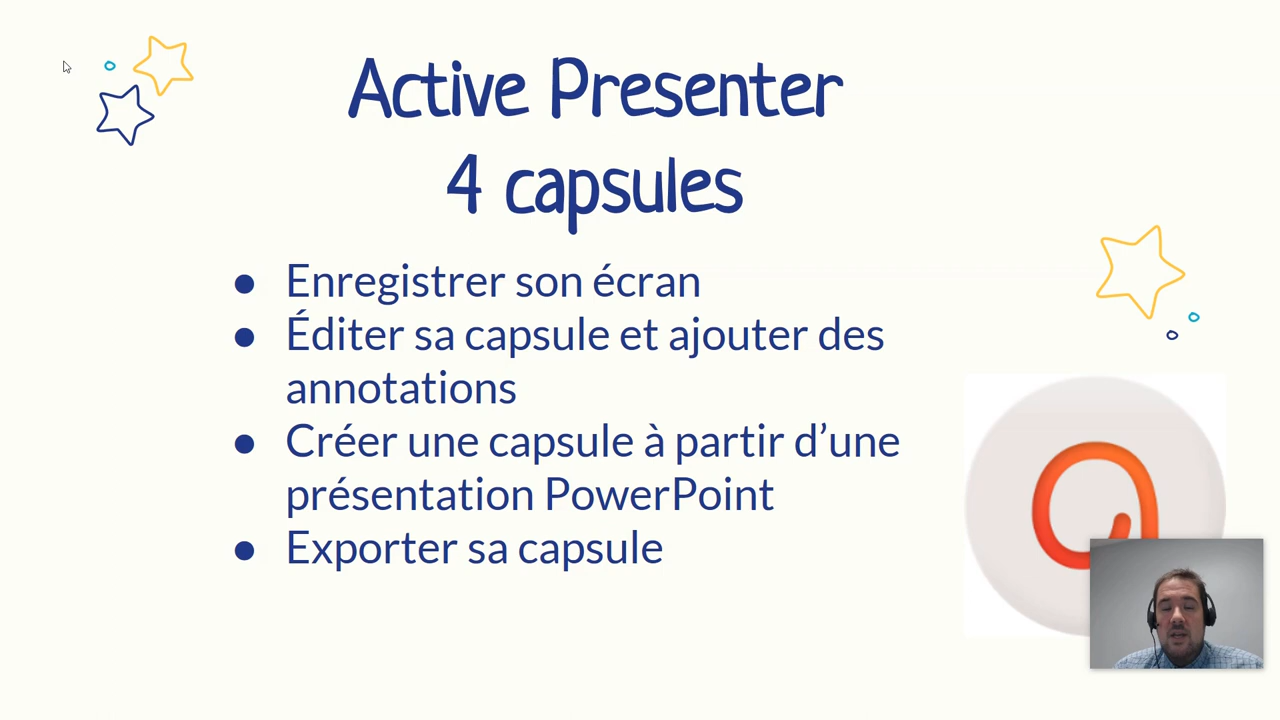 Active Presenter
4 capsules
● Enregistrer son écran
● Éditer sa capsule et ajouter des
annotations
● Créer une capsule à partir d’une
présentation PowerPoint
● Exporter sa capsule